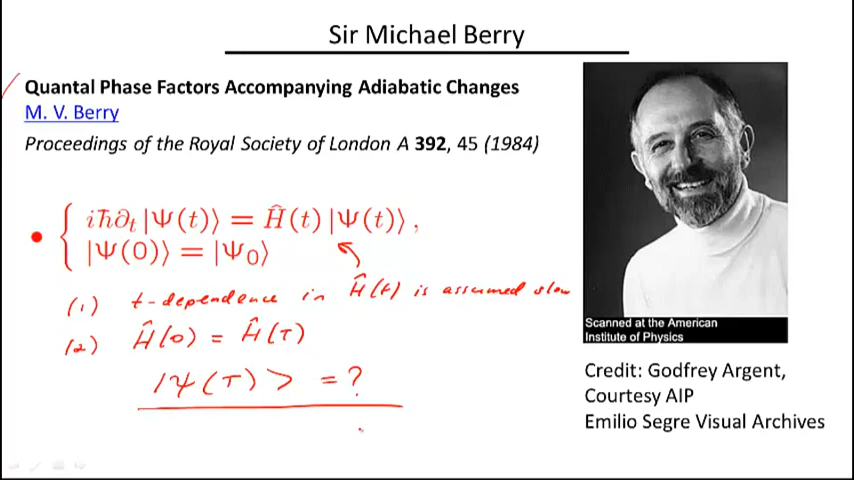 Sir Michael Berry
Quantal Phase Factors Accompanying Adiabatic Changes
M. V. Berry
Proceedings of the Royal Society of London A 392, 45 (1984)
iħ∂ₜ|Ψ(t)⟩ = Ĥ(t) |Ψ(t)⟩,
|Ψ(0)⟩ = |Ψ₀⟩
(1) t-dependence in Ĥ(t) is assumed slow
(2) Ĥ(0) = Ĥ(T)
|Ψ(T)> = ?
Scanned at the American
Institute of Physics
Credit: Godfrey Argent,
Courtesy AIP
Emilio Segre Visual Archives